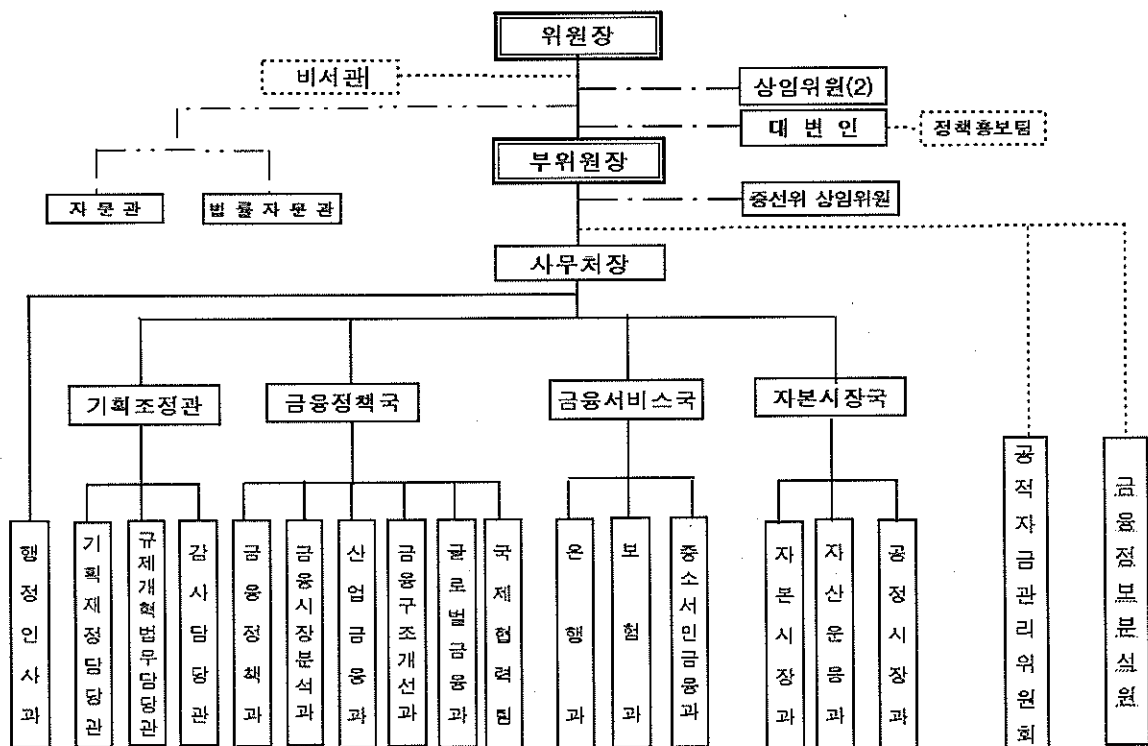 위원장
비서관
상임위원(2)
대 변 인
정책홍보팀
부위원장
자 문 관
법 률 자 문 관
증선위 상임위원
사무처장
기획조정관
금융정책국
금융서비스국
자본시장국
행정인사과
기획재정담당관
규제개혁법무담당관
감사담당관
금융정책과
금융시장분석과
산업금융과
금융구조개선과
글로벌금융과
국제협력팀
은행과
보험과
중소서민금융과
자본시장과
자산운용과
공정시장과
공적자금관리위원회
금융정보분석원